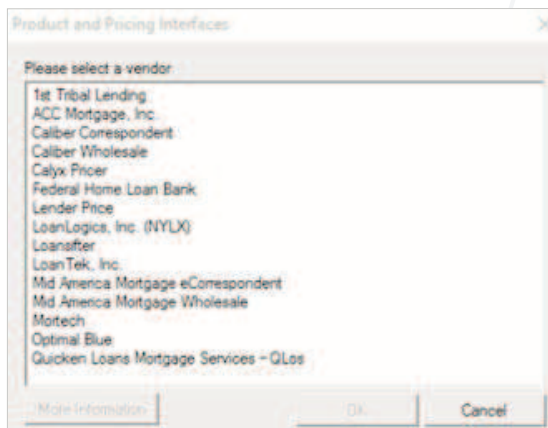 Product and Pricing Interfaces
Please select a vendor
1st Tribal Lending
ACC Mortgage, Inc.
Caliber Correspondent
Caliber Wholesale
Calyx Pricer
Federal Home Loan Bank
Lender Price
LoanLogics, Inc. (NYLX)
Loansifter
LoanTek, Inc.
Mid America Mortgage eCorrespondent
Mid America Mortgage Wholesale
Mortech
Optimal Blue
Quicken Loans Mortgage Services - QLos
More Information OK Cancel